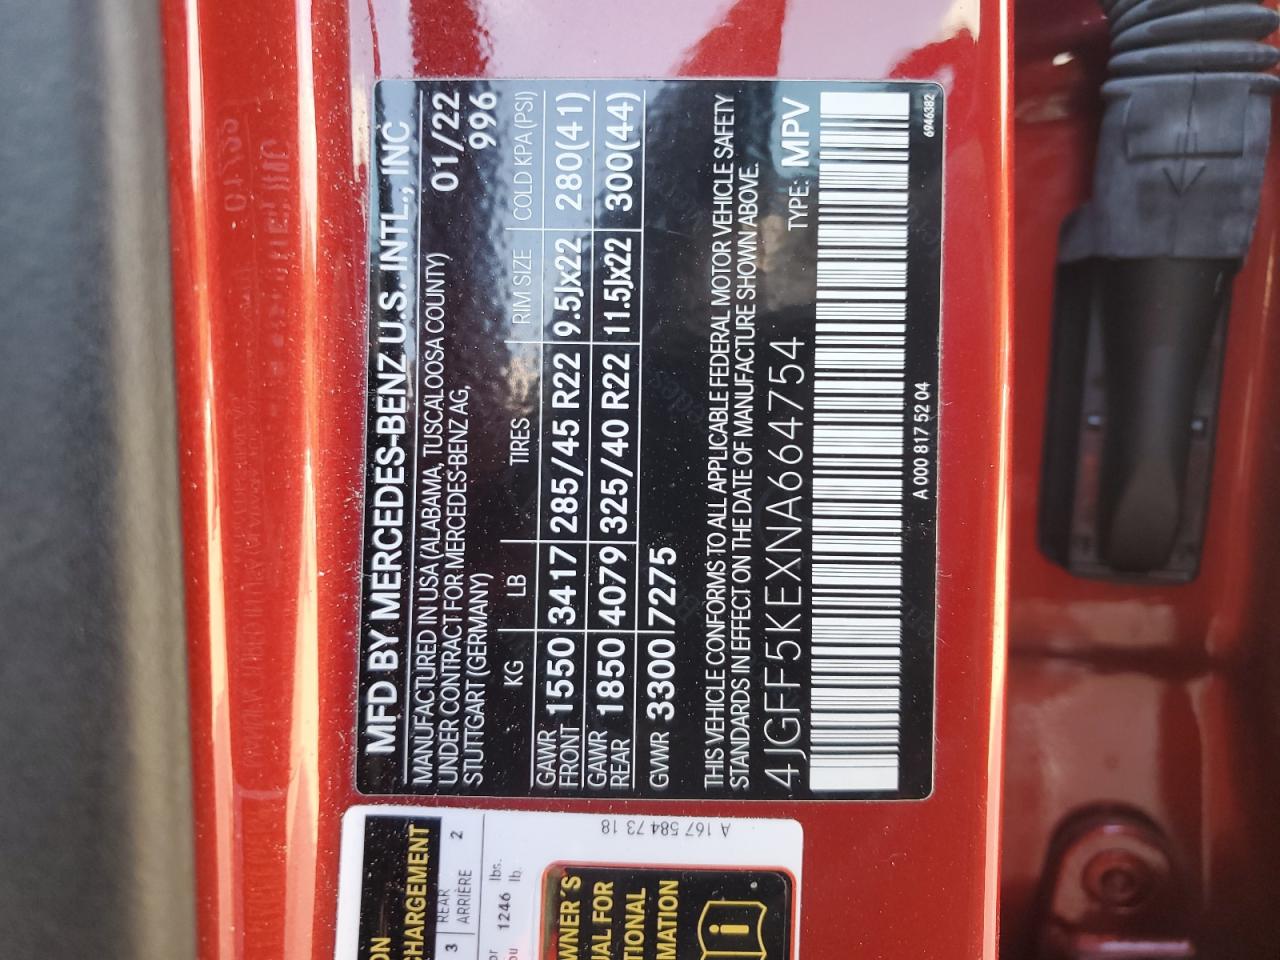 MFD BY MERCEDES-BENZ U.S. INTL., INC
MANUFACTURED IN USA (ALABAMA, TUSCALOOSA COUNTY) 01/22
UNDER CONTRACT FOR MERCEDES-BENZ AG, 996
STUTTGART (GERMANY)
KG LB TIRES RIM SIZE COLD KPA (PSI)
GAWR FRONT 1550 3417 285/45 R22 9.5Jx22 280(41)
GAWR REAR 1850 4079 325/40 R22 11.5Jx22 300(44)
GVWR 3300 7275
THIS VEHICLE CONFORMS TO ALL APPLICABLE FEDERAL MOTOR VEHICLE SAFETY
STANDARDS IN EFFECT ON THE DATE OF MANUFACTURE SHOWN ABOVE.
4JGFF5KEXNA664754 TYPE: MPV
A 000 817 52 04
6946382
CHARGEMENT
3 REAR 2
ARRIÈRE
1246 lbs.
lb.
A 167 584 73 18